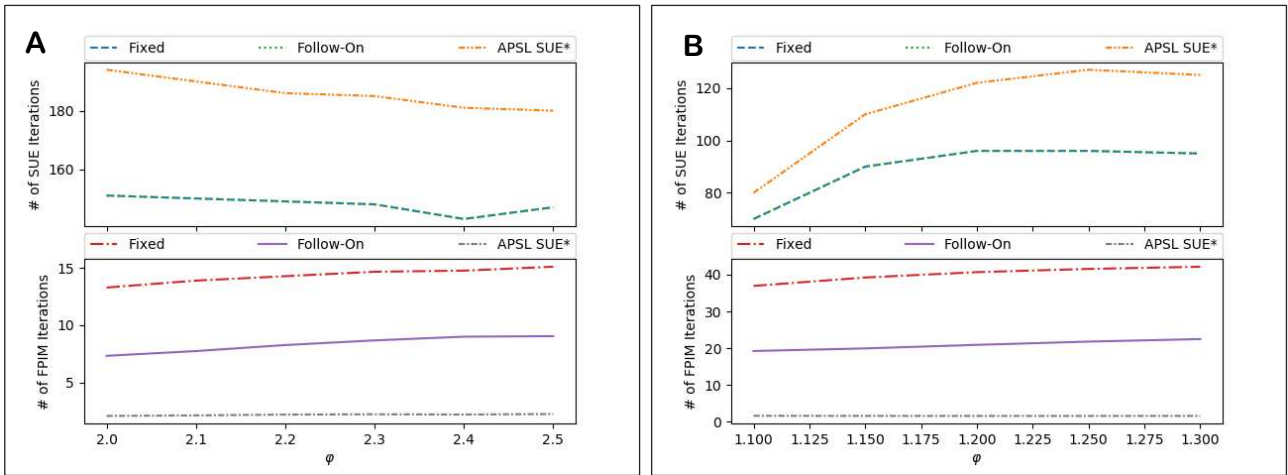 A
Fixed Follow-On APSL SUE*
# of SUE Iterations
180
160
Fixed Follow-On APSL SUE*
# of FPIM Iterations
15
10
5
2.0 2.1 2.2 2.3 2.4 2.5
φ
B
Fixed Follow-On APSL SUE*
# of SUE Iterations
120
100
80
Fixed Follow-On APSL SUE*
# of FPIM Iterations
40
30
20
10
0
1.100 1.125 1.150 1.175 1.200 1.225 1.250 1.275 1.300
φ